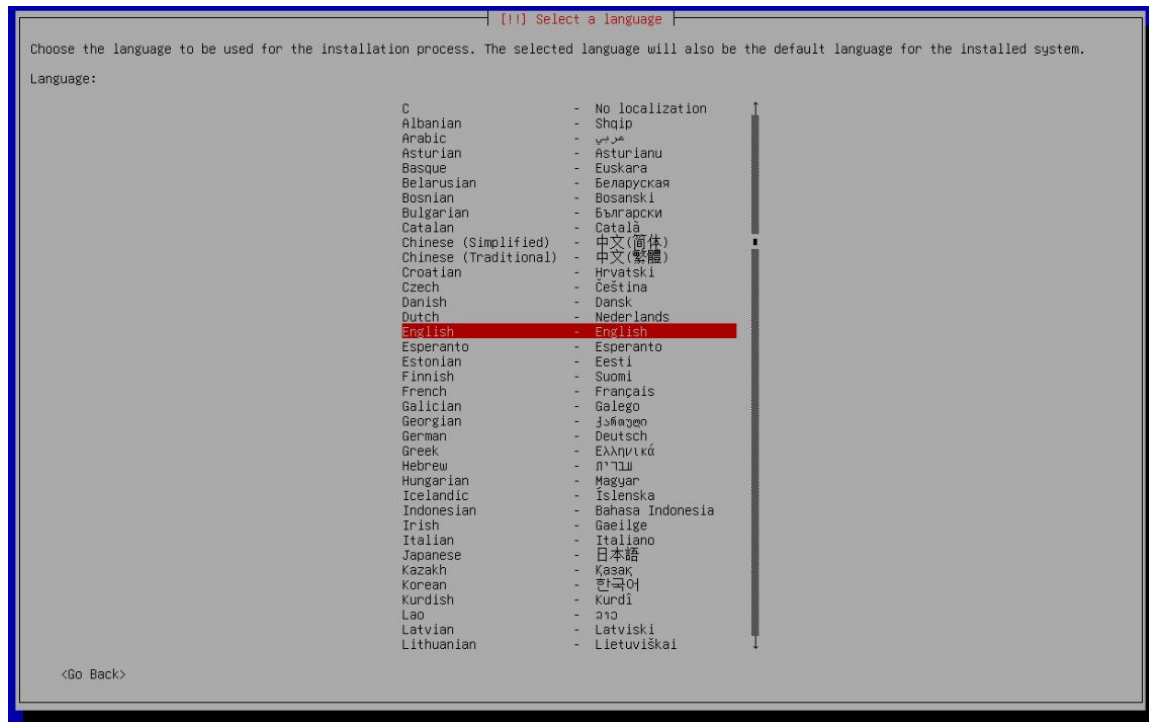 [!!] Select a language
Choose the language to be used for the installation process. The selected language will also be the default language for the installed system.
Language:
C - No localization
Albanian - Shqip
Arabic - عربي
Asturian - Asturianu
Basque - Euskara
Belarusian - Беларуская
Bosnian - Bosanski
Bulgarian - Български
Catalan - Català
Chinese (Simplified) - 中文(简体)
Chinese (Traditional) - 中文(繁體)
Croatian - Hrvatski
Czech - Čeština
Danish - Dansk
Dutch - Nederlands
English - English
Esperanto - Esperanto
Estonian - Eesti
Finnish - Suomi
French - Français
Galician - Galego
Georgian - ქართული
German - Deutsch
Greek - Ελληνικά
Hebrew - עברית
Hungarian - Magyar
Icelandic - Íslenska
Indonesian - Bahasa Indonesia
Irish - Gaeilge
Italian - Italiano
Japanese - 日本語
Kazakh - Қазақ
Korean - 한국어
Kurdish - Kurdî
Lao - ລາວ
Latvian - Latviski
Lithuanian - Lietuviškai
<Go Back>